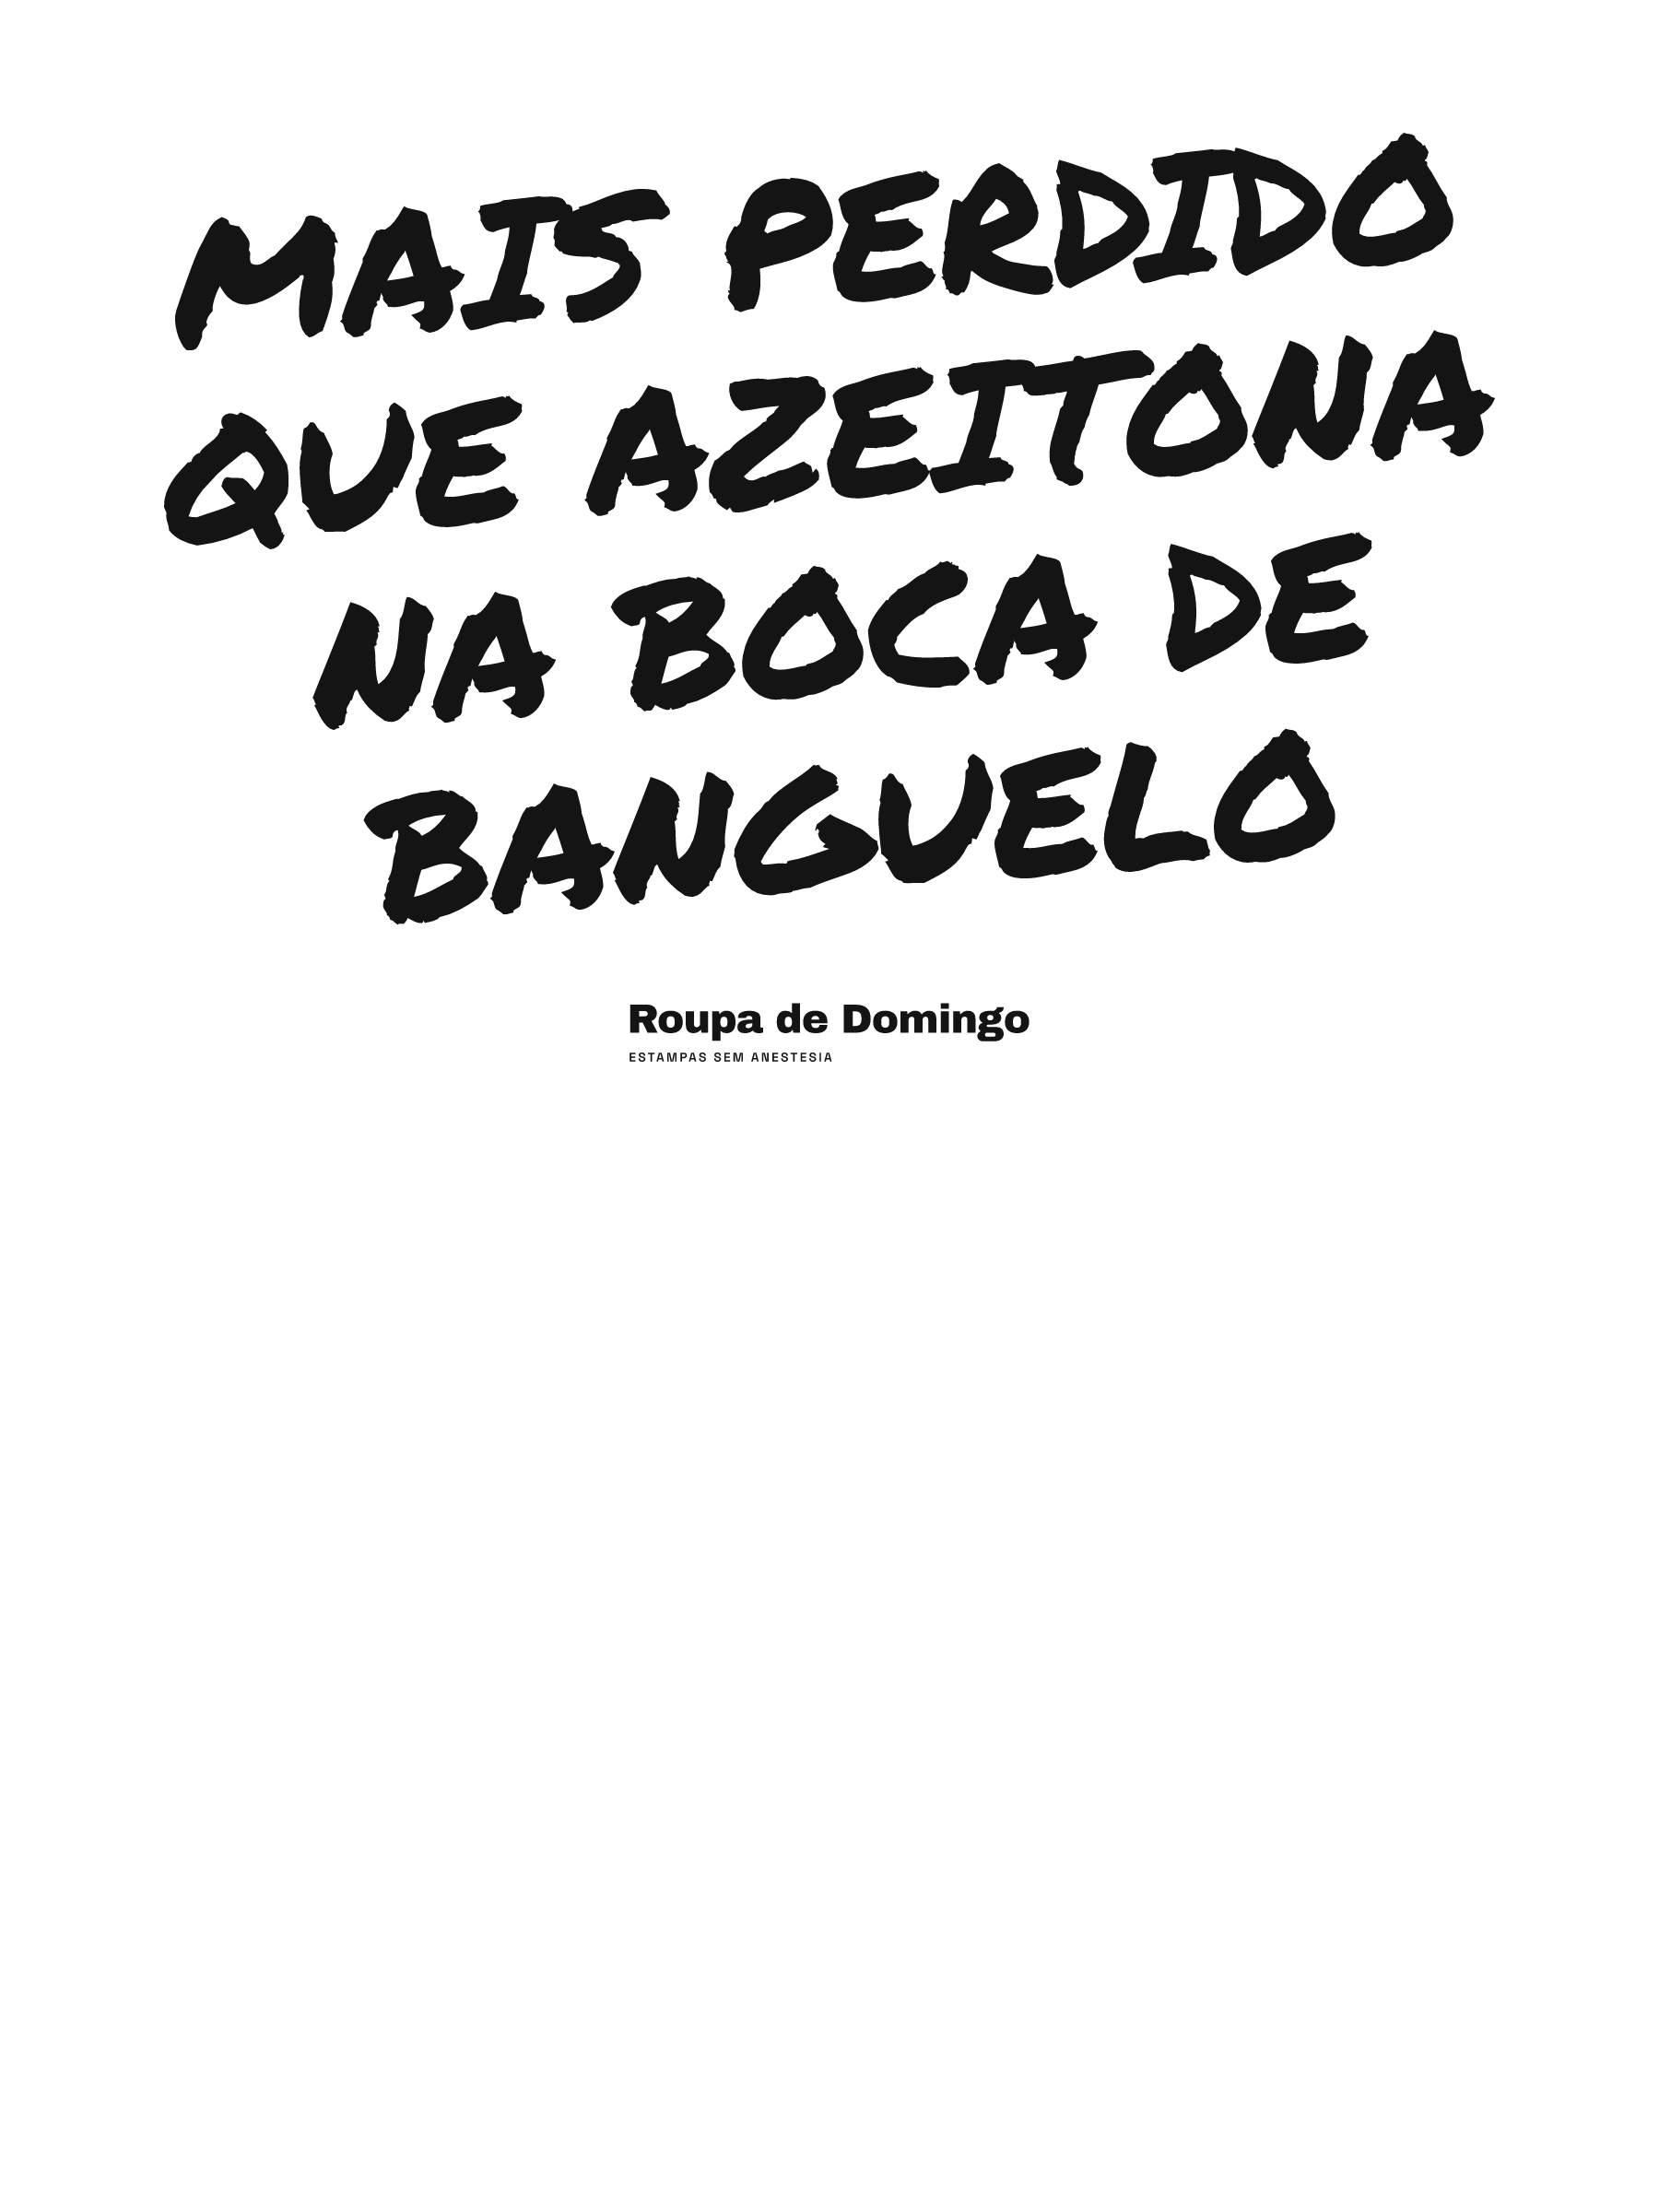 MAIS PERDIDO
QUE AZEITONA
NA BOCA DE
BANGUELO
Roupa de Domingo
ESTAMPAS SEM ANESTESIA